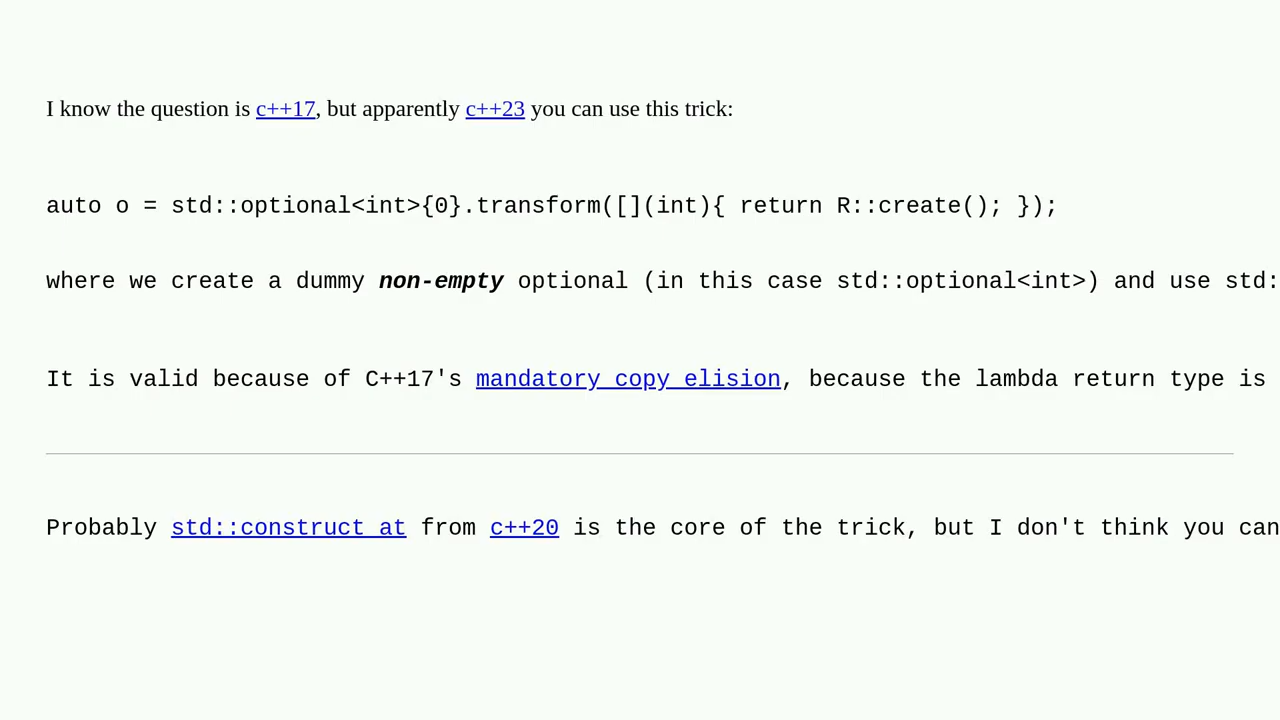 I know the question is c++17, but apparently c++23 you can use this trick:
auto o = std::optional<int>{0}.transform([](int){ return R::create(); });
where we create a dummy non-empty optional (in this case std::optional<int>) and use std:
It is valid because of C++17's mandatory copy elision, because the lambda return type is
Probably std::construct_at from c++20 is the core of the trick, but I don't think you can